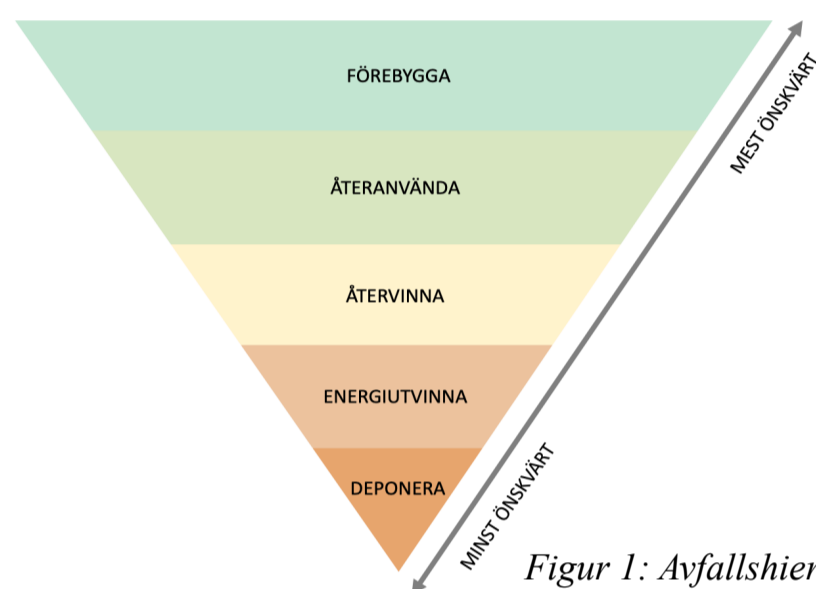 FÖREBYGGA
MEST ÖNSKVÄRT
ÅTERANVÄNDA
ÅTERVINNA
ENERGIUTVINNA
DEPONERA
MINST ÖNSKVÄRT
Figur 1: Avfallshier